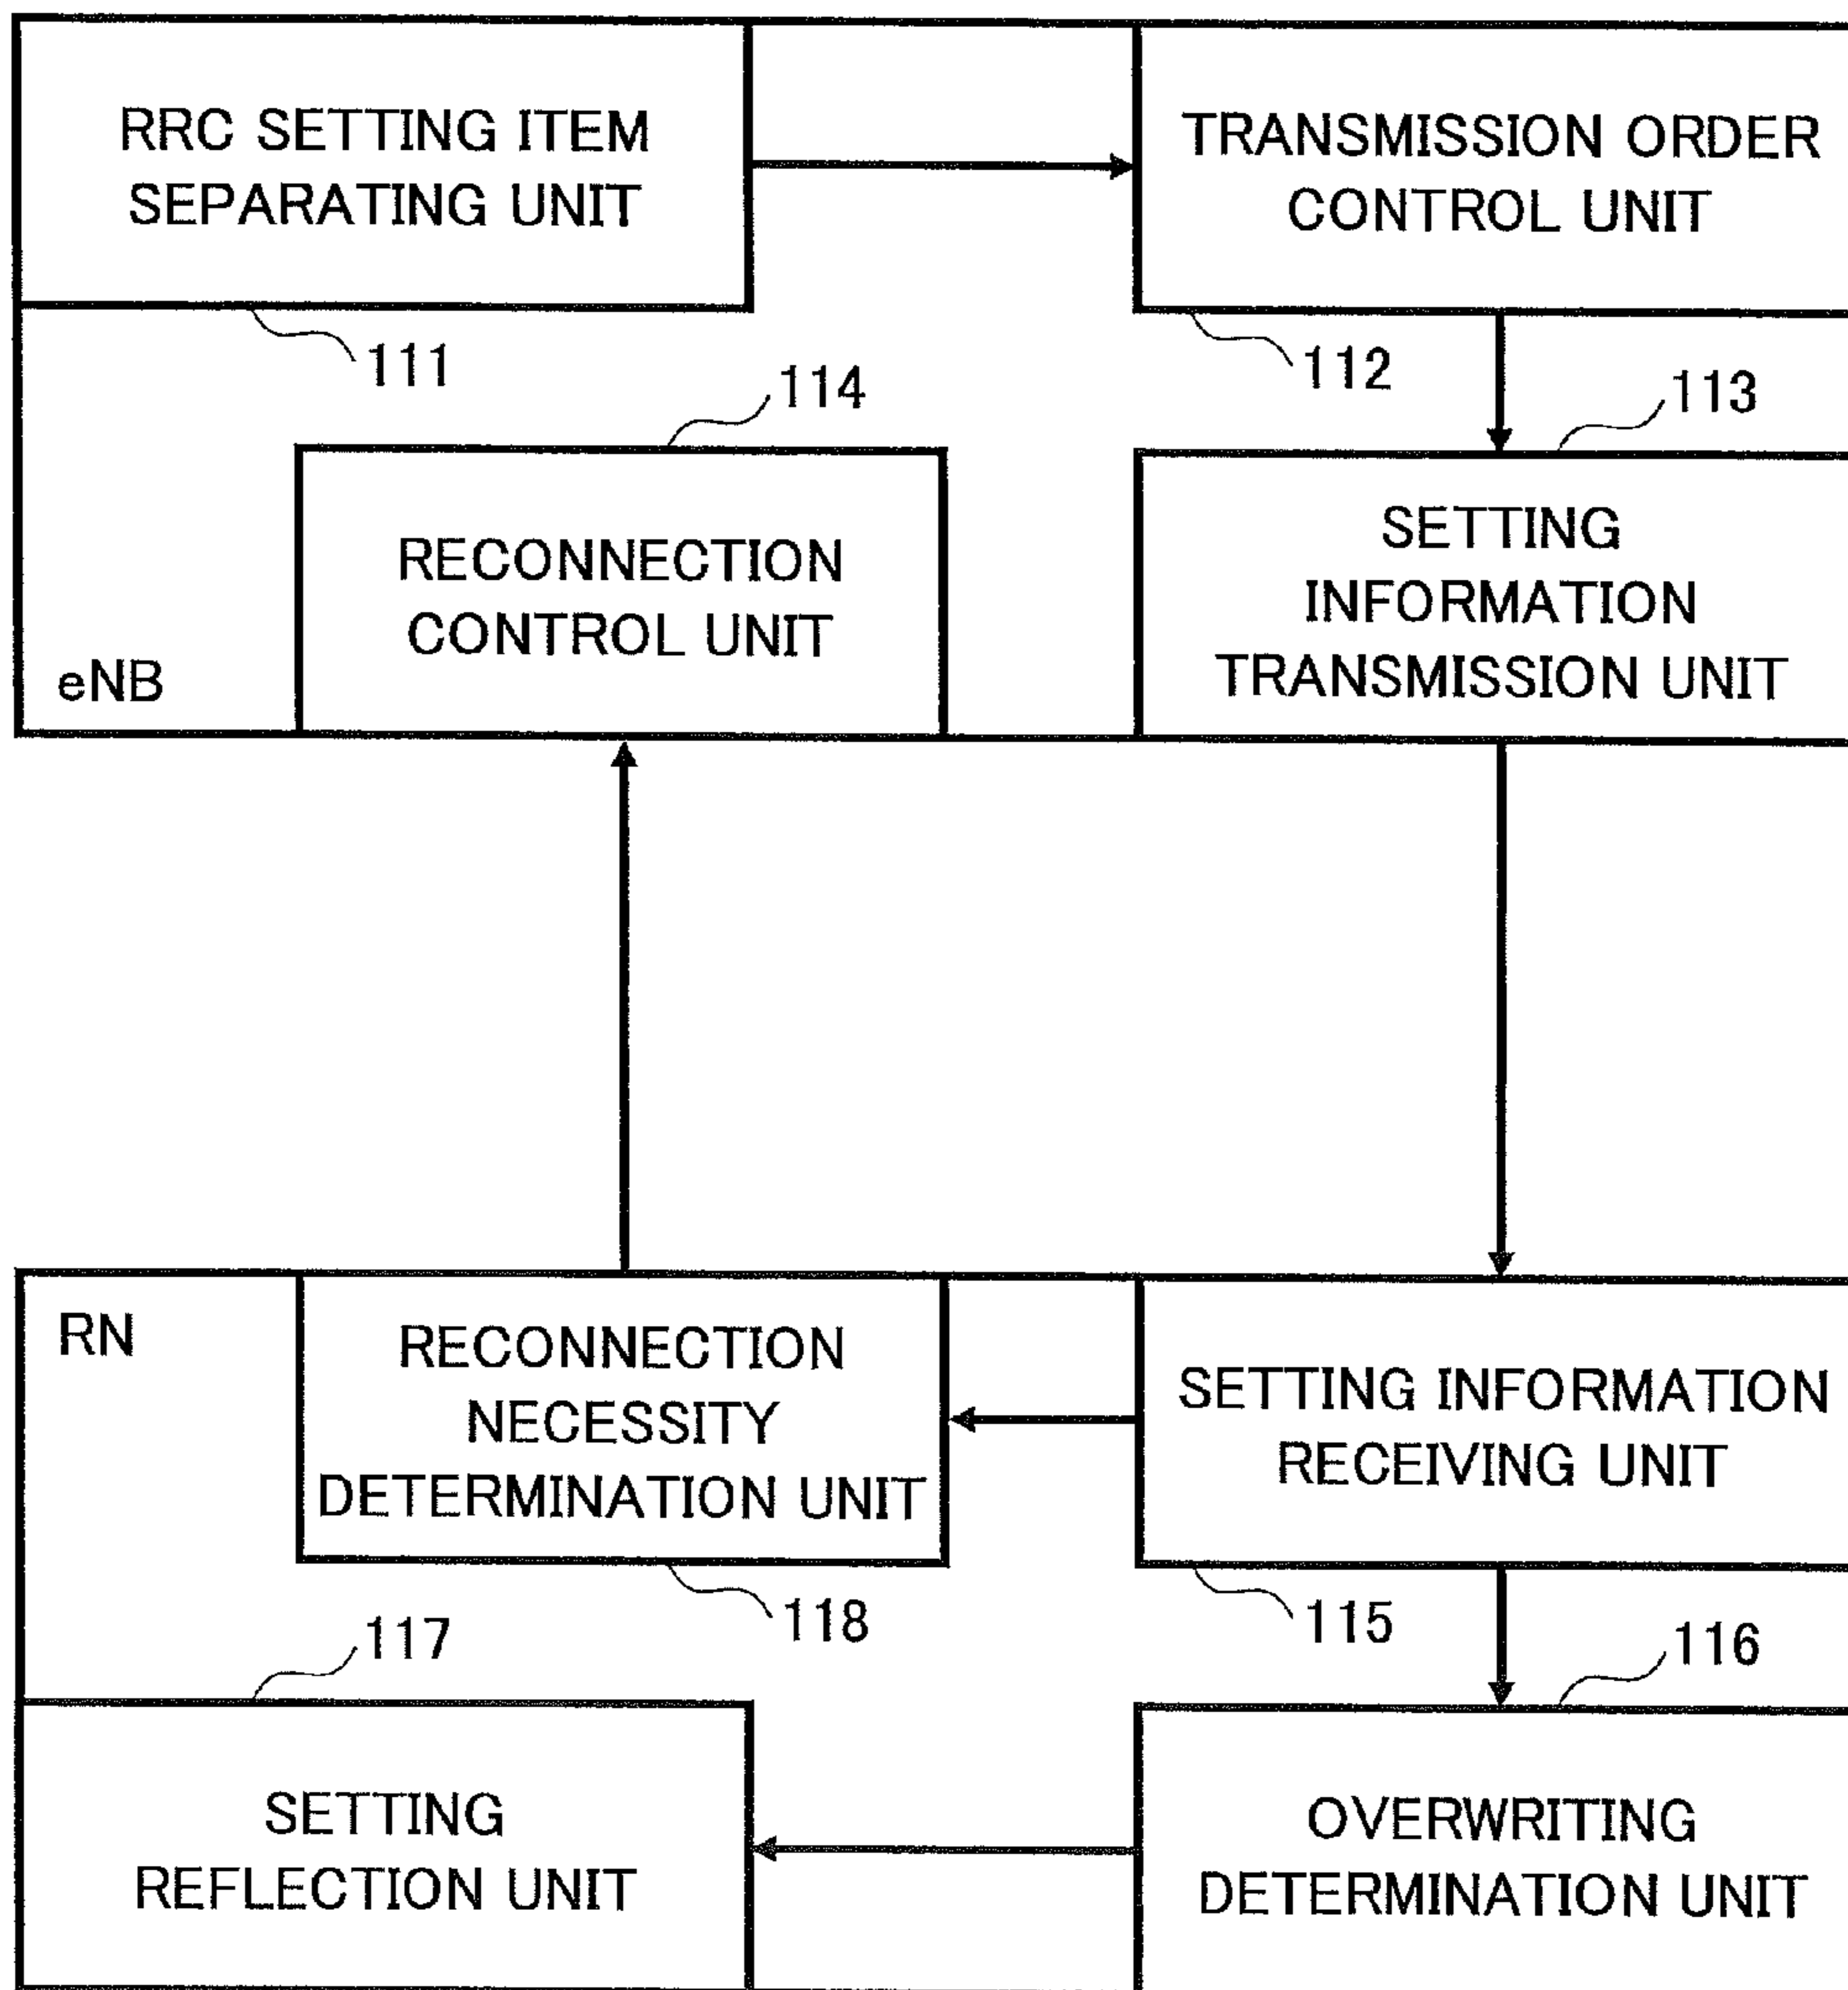 RRC SETTING ITEM
SEPARATING UNIT
TRANSMISSION ORDER
CONTROL UNIT
111
112
114
113
RECONNECTION
CONTROL UNIT
SETTING
INFORMATION
TRANSMISSION UNIT
eNB
RN
RECONNECTION
NECESSITY
DETERMINATION UNIT
SETTING INFORMATION
RECEIVING UNIT
118
115
117
116
SETTING
REFLECTION UNIT
OVERWRITING
DETERMINATION UNIT